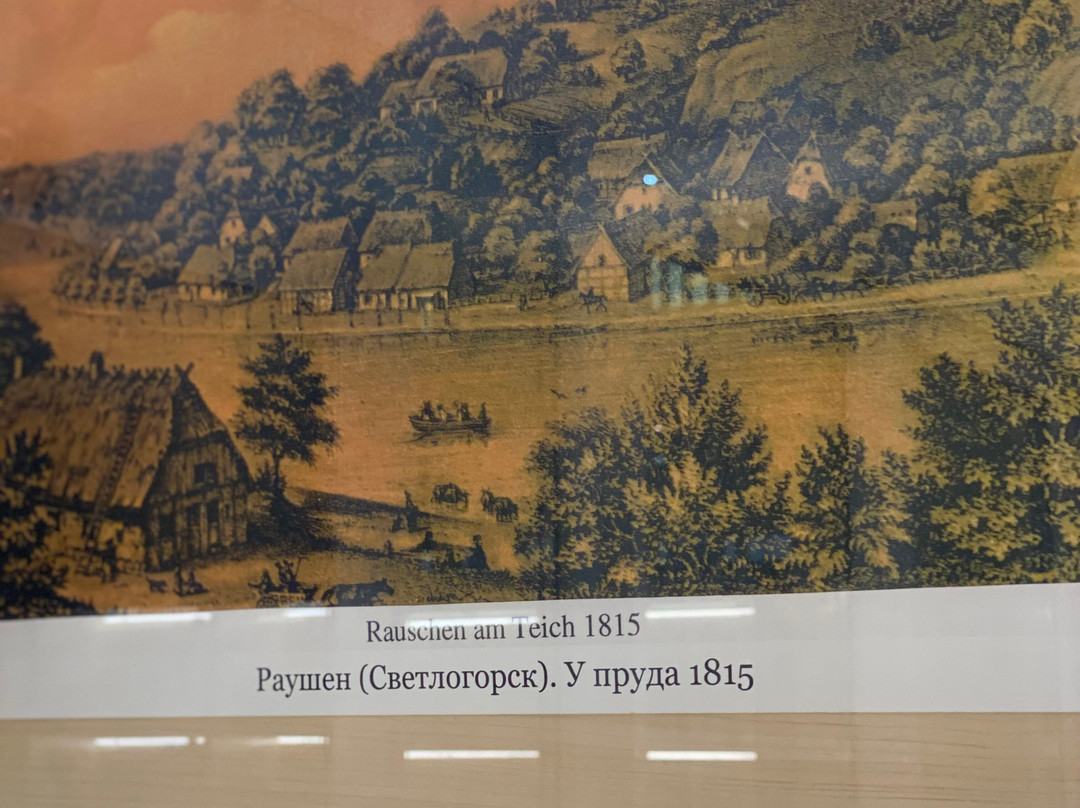 Rauschen am Teich 1815
Раушен (Светлогорск). У пруда 1815